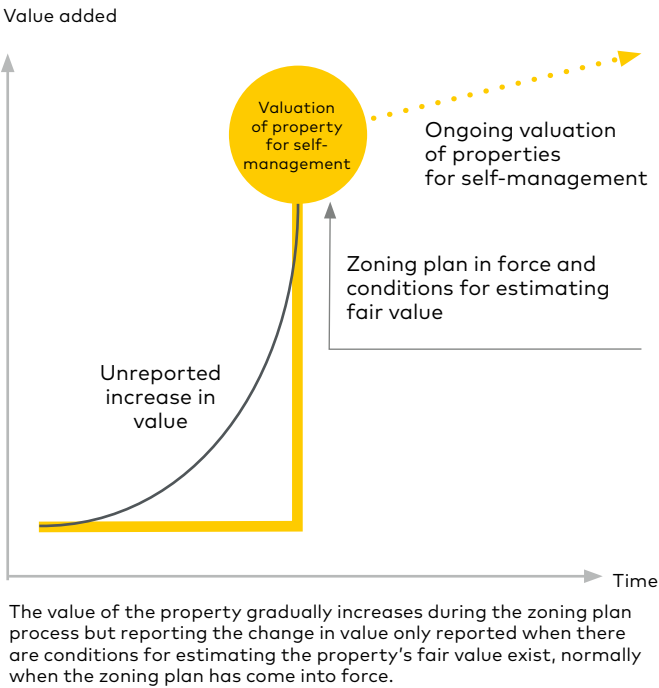 Value added
Valuation
of property
for self-
management
Ongoing valuation
of properties
for self-management
Zoning plan in force and
conditions for estimating
fair value
Unreported
increase in
value
Time
The value of the property gradually increases during the zoning plan
process but reporting the change in value only reported when there
are conditions for estimating the property’s fair value exist, normally
when the zoning plan has come into force.